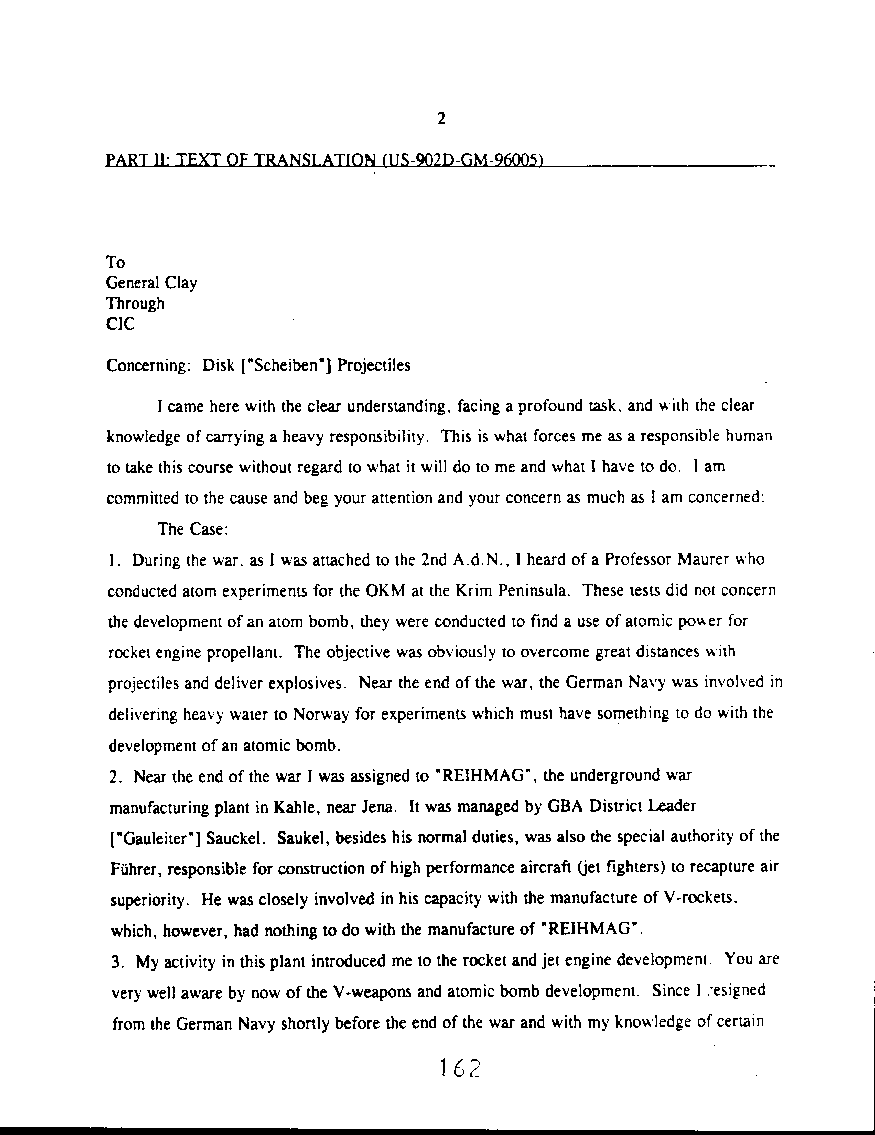 2
PART II: TEXT OF TRANSLATION (US-902D-GM-96005)
To
General Clay
Through
CIC
Concerning: Disk ["Scheiben"] Projectiles
I came here with the clear understanding, facing a profound task, and with the clear
knowledge of carrying a heavy responsibility. This is what forces me as a responsible human
to take this course without regard to what it will do to me and what I have to do. I am
committed to the cause and beg your attention and your concern as much as I am concerned:
The Case:
1. During the war, as I was attached to the 2nd A.d.N., I heard of a Professor Maurer who
conducted atom experiments for the OKM at the Krim Peninsula. These tests did not concern
the development of an atom bomb, they were conducted to find a use of atomic power for
rocket engine propellant. The objective was obviously to overcome great distances with
projectiles and deliver explosives. Near the end of the war, the German Navy was involved in
delivering heavy water to Norway for experiments which must have something to do with the
development of an atomic bomb.
2. Near the end of the war I was assigned to "REIHMAG", the underground war
manufacturing plant in Kahle, near Jena. It was managed by GBA District Leader
["Gauleiter"] Sauckel. Saukel, besides his normal duties, was also the special authority of the
Führer, responsible for construction of high performance aircraft (jet fighters) to recapture air
superiority. He was closely involved in his capacity with the manufacture of V-rockets,
which, however, had nothing to do with the manufacture of "REIHMAG".
3. My activity in this plant introduced me to the rocket and jet engine development. You are
very well aware by now of the V-weapons and atomic bomb development. Since I resigned
from the German Navy shortly before the end of the war and with my knowledge of certain
162